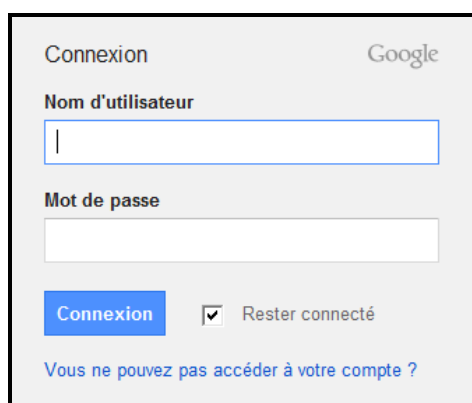 Connexion Google
Nom d'utilisateur
Mot de passe
Connexion Rester connecté
Vous ne pouvez pas accéder à votre compte ?